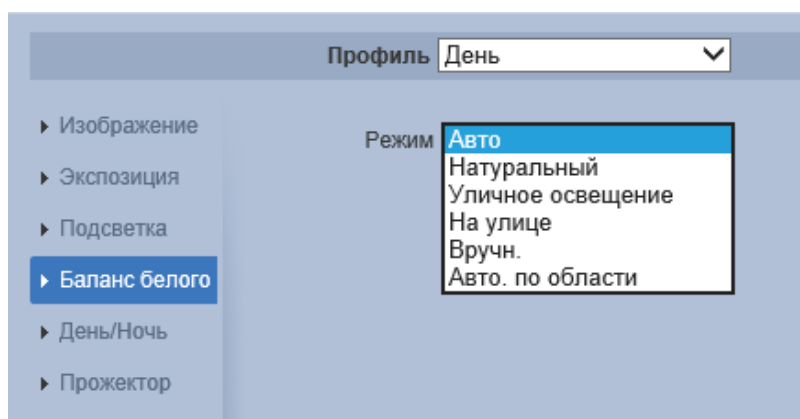 Профиль День
Изображение
Экспозиция
Подсветка
Баланс белого
День/Ночь
Прожектор
Режим Авто
Натуральный
Уличное освещение
На улице
Вручн.
Авто. по области